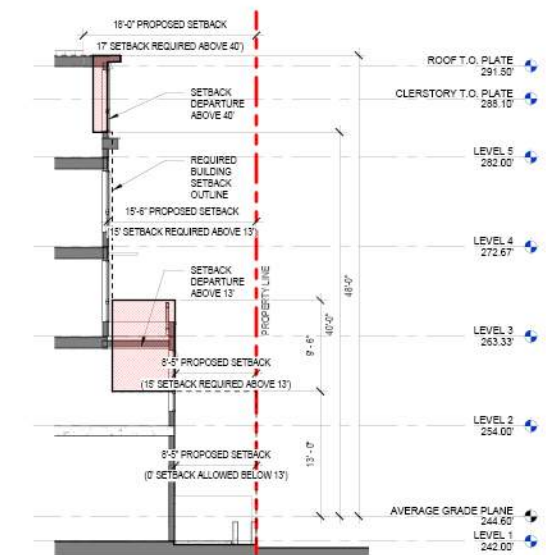 16'-0" PROPOSED SETBACK
17' SETBACK REQUIRED ABOVE 40')
ROOF T.O. PLATE
291.50'
SETBACK
DEPARTURE
ABOVE 40'
CLERSTORY T.O. PLATE
288.10'
REQUIRED
BUILDING
SETBACK
OUTLINE
LEVEL 5
282.00'
15'-6" PROPOSED SETBACK
(15' SETBACK REQUIRED ABOVE 13')
LEVEL 4
272.67'
SETBACK
DEPARTURE
ABOVE 13'
PROPERTY LINE
40'-0"
48'-0"
LEVEL 3
263.33'
9'-6"
8'-5" PROPOSED SETBACK
(15' SETBACK REQUIRED ABOVE 13')
LEVEL 2
254.00'
8'-5" PROPOSED SETBACK
13'-0"
(0' SETBACK ALLOWED BELOW 13')
AVERAGE GRADE PLANE
244.60'
LEVEL 1
242.00'